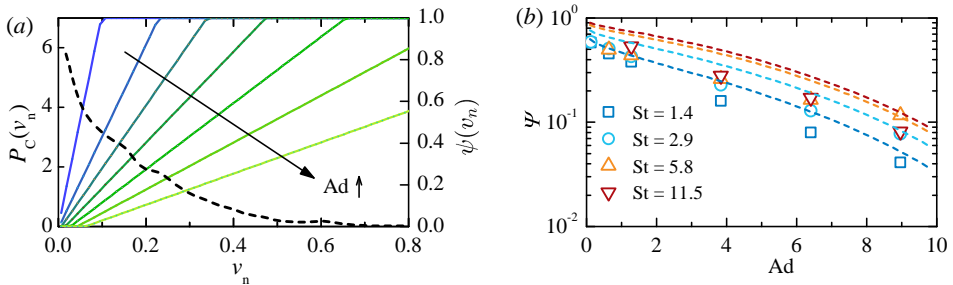 (a)
P_C(v_n)
6
4
2
0
0.0 0.2 0.4 0.6 0.8
v_n
1.0
0.8
0.6
0.4
0.2
0.0
ψ(v_n)
Ad ↑
(b)
Ψ
10^0
10^-1
10^-2
0 2 4 6 8 10
Ad
St = 1.4
St = 2.9
St = 5.8
St = 11.5